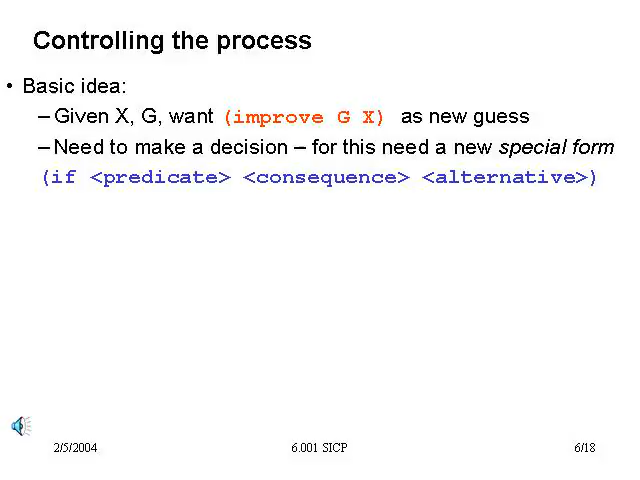 Controlling the process
• Basic idea:
– Given X, G, want (improve G X) as new guess
– Need to make a decision – for this need a new special form
(if <predicate> <consequence> <alternative>)
2/5/2004
6.001 SICP
6/18